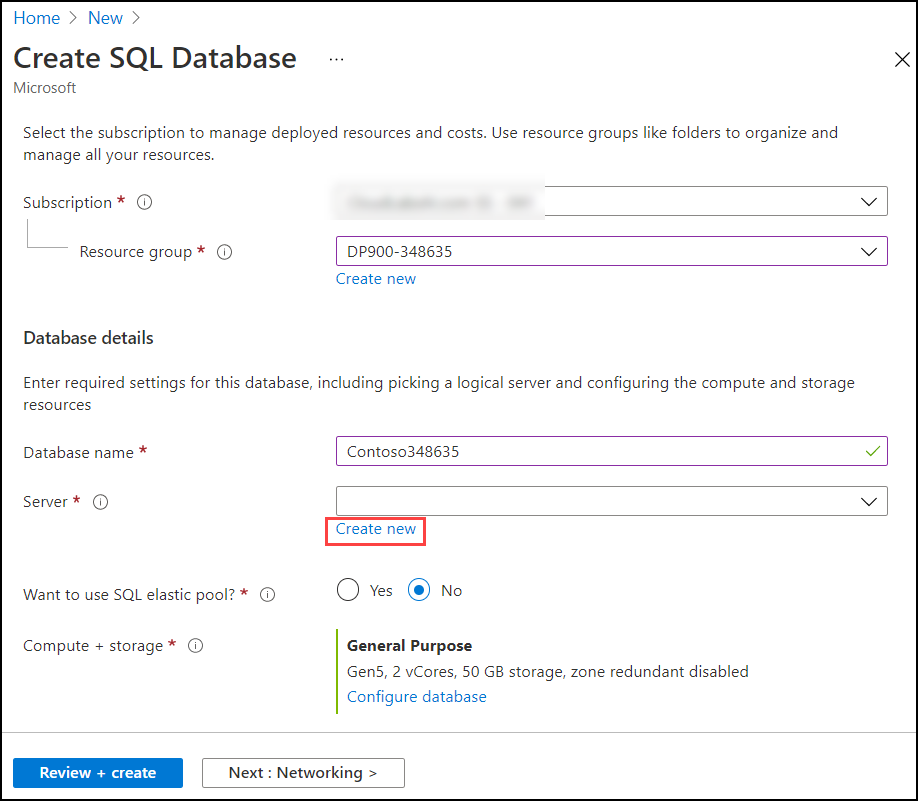 Home > New >
Create SQL Database ...
Microsoft
Select the subscription to manage deployed resources and costs. Use resource groups like folders to organize and
manage all your resources.
Subscription *
Resource group *
DP900-348635
Create new
Database details
Enter required settings for this database, including picking a logical server and configuring the compute and storage
resources
Database name *
Contoso348635
Server *
Create new
Want to use SQL elastic pool? *
Yes No
Compute + storage *
General Purpose
Gen5, 2 vCores, 50 GB storage, zone redundant disabled
Configure database
Review + create
Next : Networking >